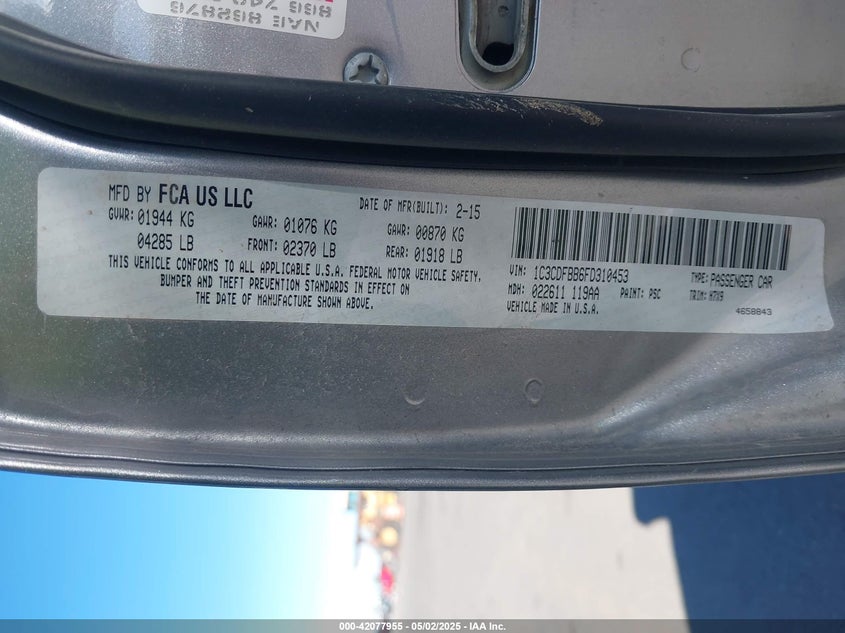 MFD BY FCA US LLC
DATE OF MFR(BUILT): 2-15
GVWR: 01944 KG
GAWR: 01076 KG
GAWR: 00870 KG
04285 LB
FRONT: 02370 LB
REAR: 01918 LB
THIS VEHICLE CONFORMS TO ALL APPLICABLE U.S.A. FEDERAL MOTOR VEHICLE SAFETY,
BUMPER AND THEFT PREVENTION STANDARDS IN EFFECT ON
THE DATE OF MANUFACTURE SHOWN ABOVE.
VIN: 1C3CDFBB6FD310453
TYPE: PASSENGER CAR
MDH: 022611 119AA
PAINT: PSC
TRIM: H7X9
VEHICLE MADE IN U.S.A.
4658843
000-42077955 - 05/02/2025 - IAA Inc.